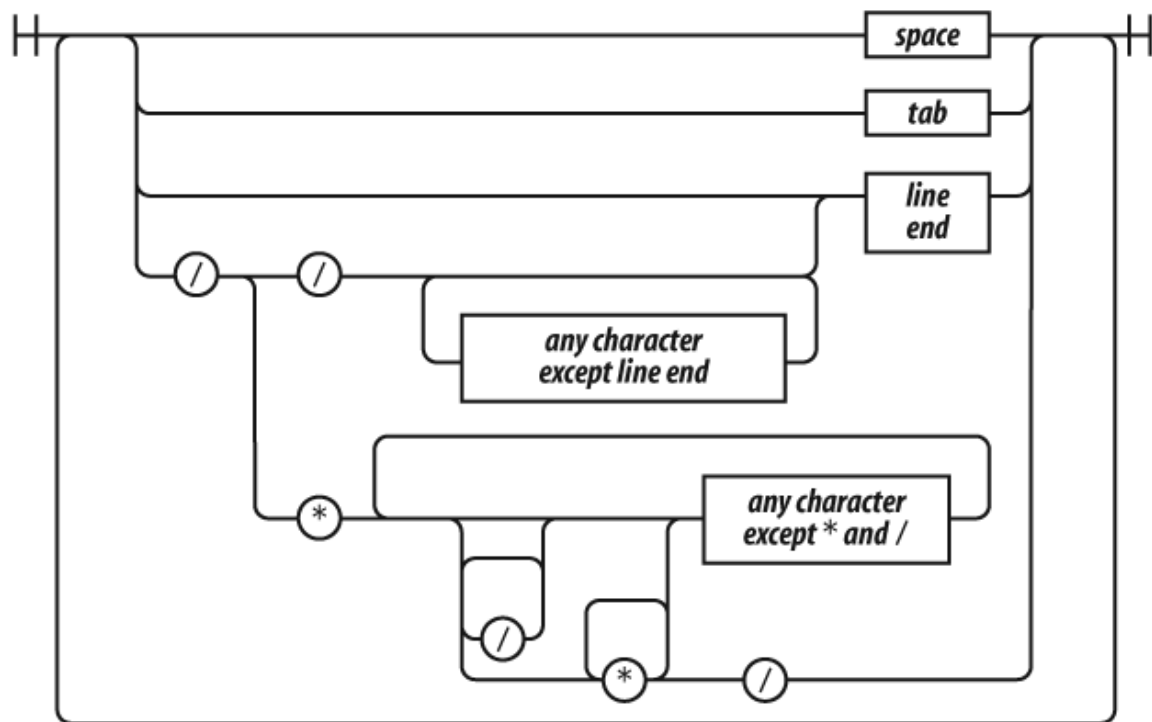 space
tab
line
end
/
/
any character
except line end
*
any character
except * and /
/
*
/